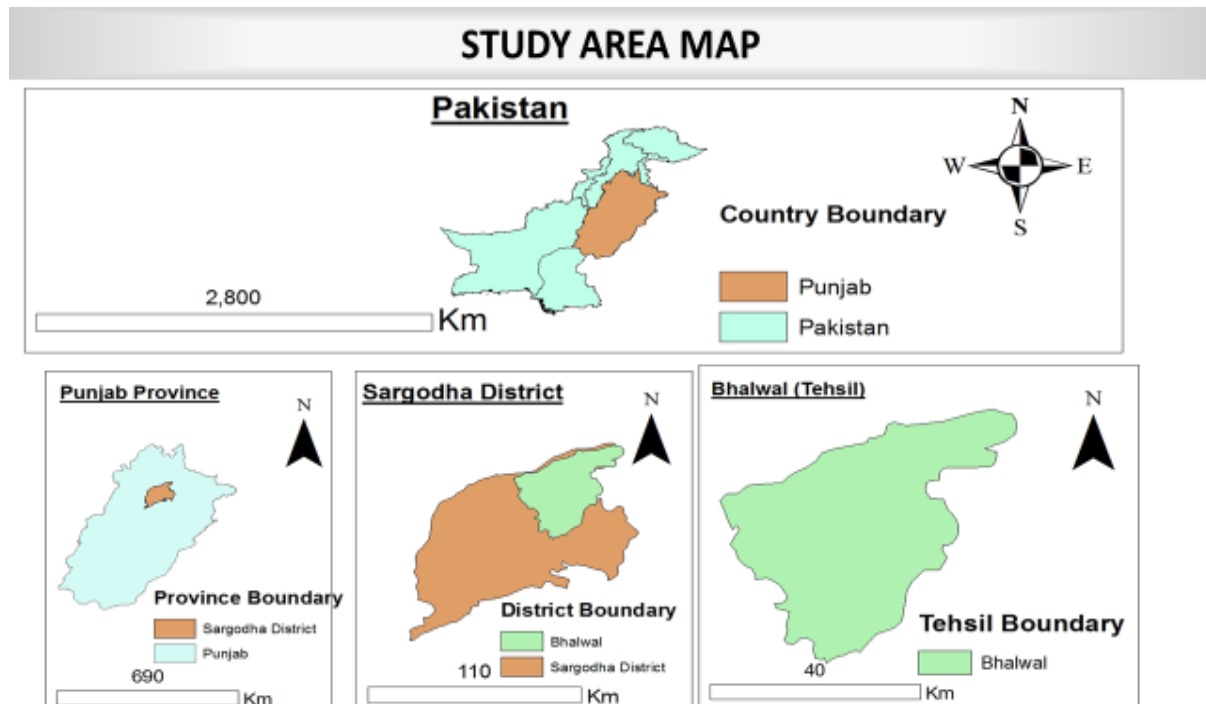 STUDY AREA MAP
Pakistan
N
W
E
S
Country Boundary
Punjab
Pakistan
2,800
Km
Punjab Province
N
Province Boundary
Sargodha District
Punjab
690
Km
Sargodha District
N
District Boundary
Bhalwal
Sargodha District
110
Km
Bhalwal (Tehsil)
N
Tehsil Boundary
Bhalwal
40
Km